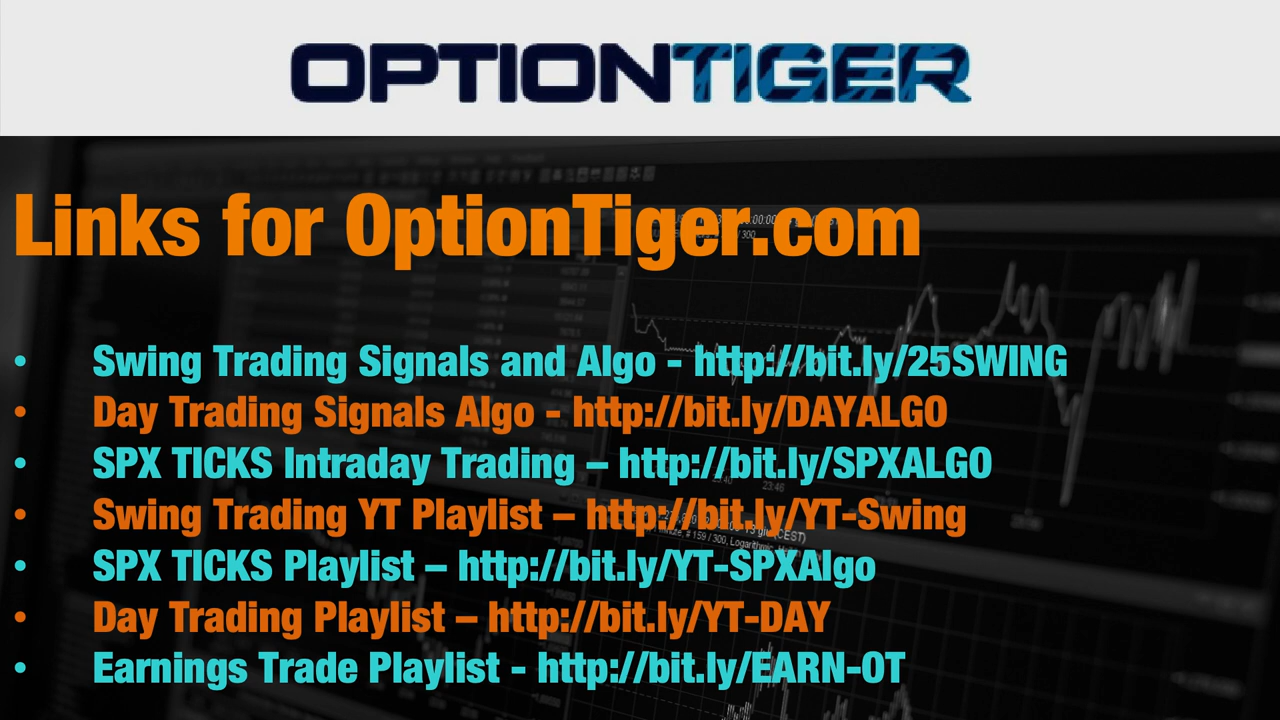 OPTIONTIGER
Links for OptionTiger.com
• Swing Trading Signals and Algo - http://bit.ly/25SWING
• Day Trading Signals Algo - http://bit.ly/DAYALGO
• SPX TICKS Intraday Trading – http://bit.ly/SPXALGO
• Swing Trading YT Playlist – http://bit.ly/YT-Swing
• SPX TICKS Playlist – http://bit.ly/YT-SPXAlgo
• Day Trading Playlist – http://bit.ly/YT-DAY
• Earnings Trade Playlist - http://bit.ly/EARN-OT